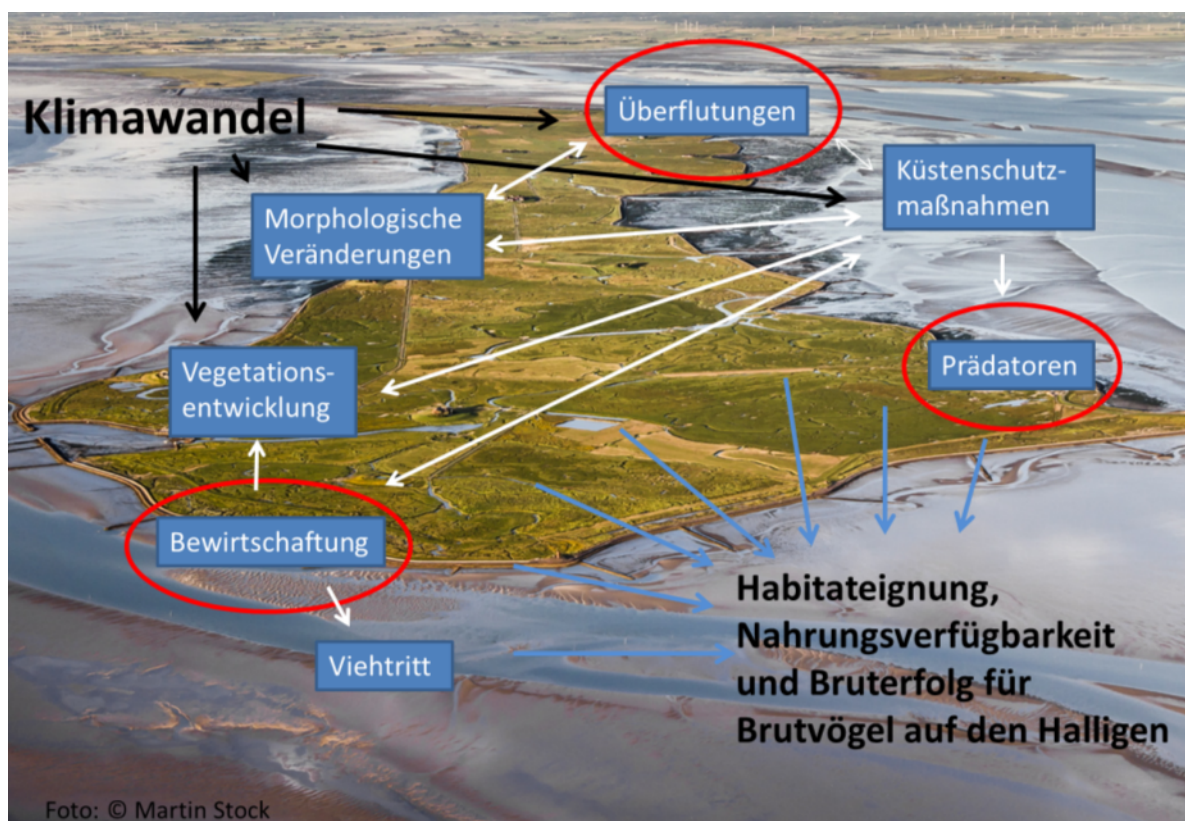 Klimawandel
Überflutungen
Küstenschutz-
maßnahmen
Morphologische
Veränderungen
Vegetations-
entwicklung
Prädatoren
Bewirtschaftung
Viehtritt
Habitateignung,
Nahrungsverfügbarkeit
und Bruterfolg für
Brutvögel auf den Halligen
Foto: © Martin Stock